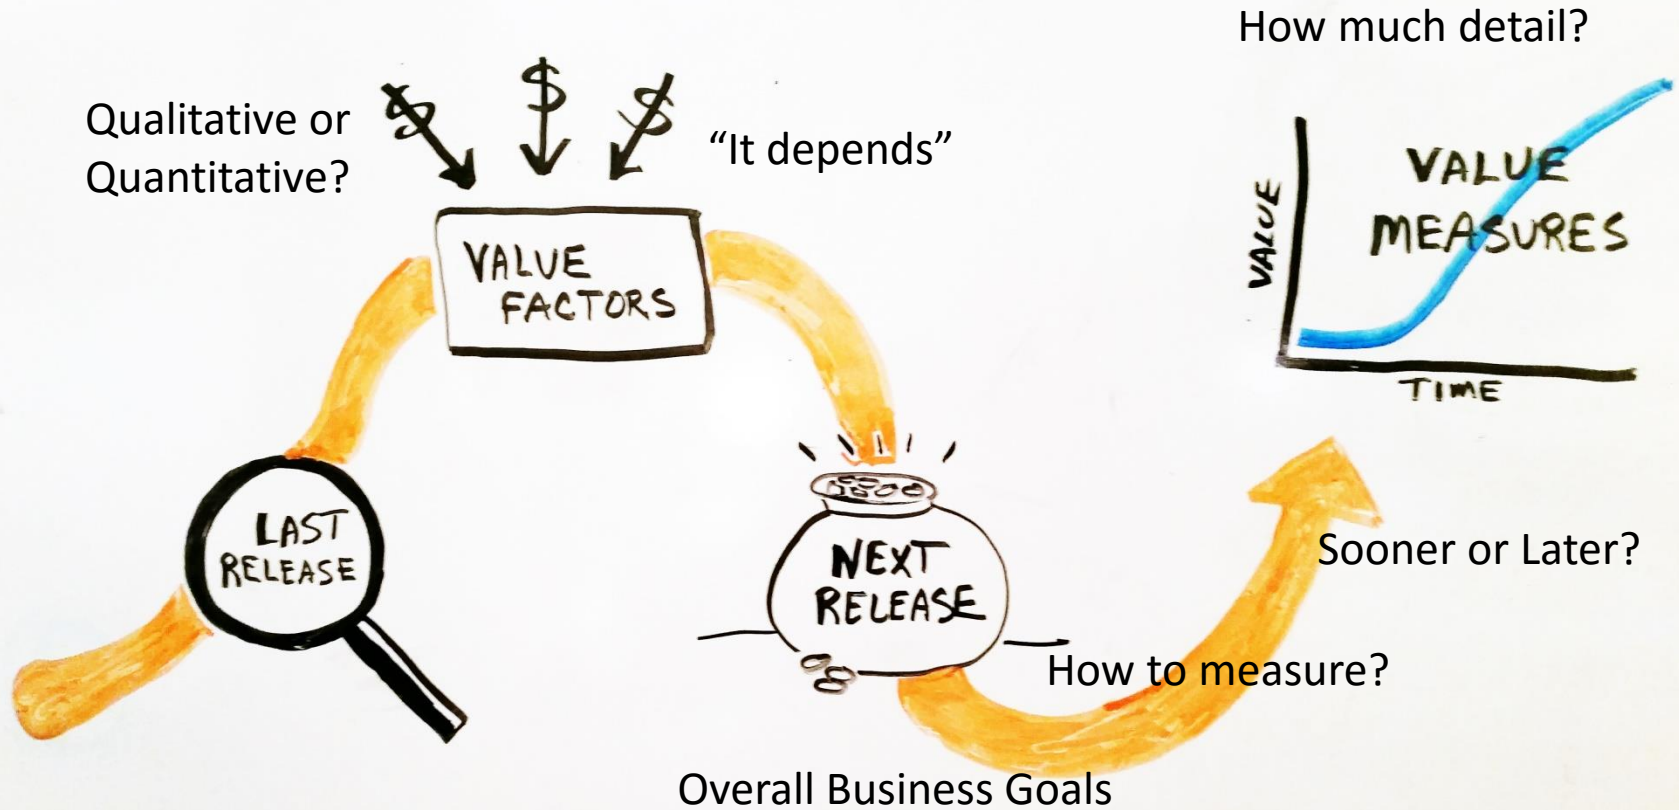 How much detail?
Qualitative or
Quantitative?
$ $ $
“It depends”
VALUE
FACTORS
VALUE
MEASURES
VALUE
TIME
LAST
RELEASE
NEXT
RELEASE
Sooner or Later?
How to measure?
Overall Business Goals